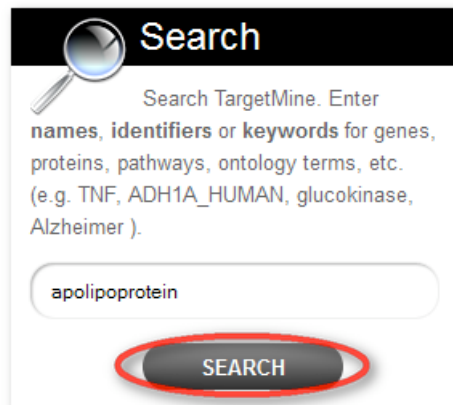 Search
Search TargetMine. Enter
names, identifiers or keywords for genes,
proteins, pathways, ontology terms, etc.
(e.g. TNF, ADH1A_HUMAN, glucokinase,
Alzheimer ).
apolipoprotein
SEARCH